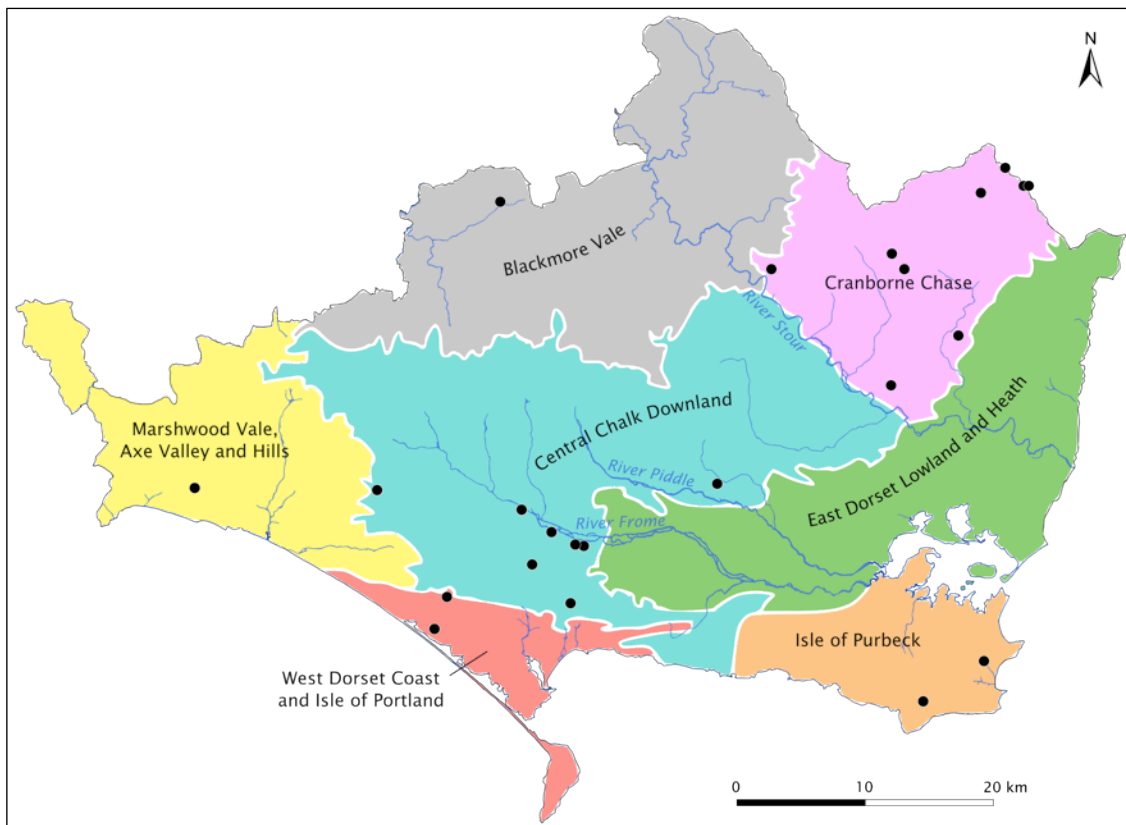 N
Blackmore Vale
Cranborne Chase
River Stour
Marshwood Vale,
Axe Valley and Hills
Central Chalk Downland
River Piddle
East Dorset Lowland and Heath
River Frome
Isle of Purbeck
West Dorset Coast
and Isle of Portland
0 10 20 km